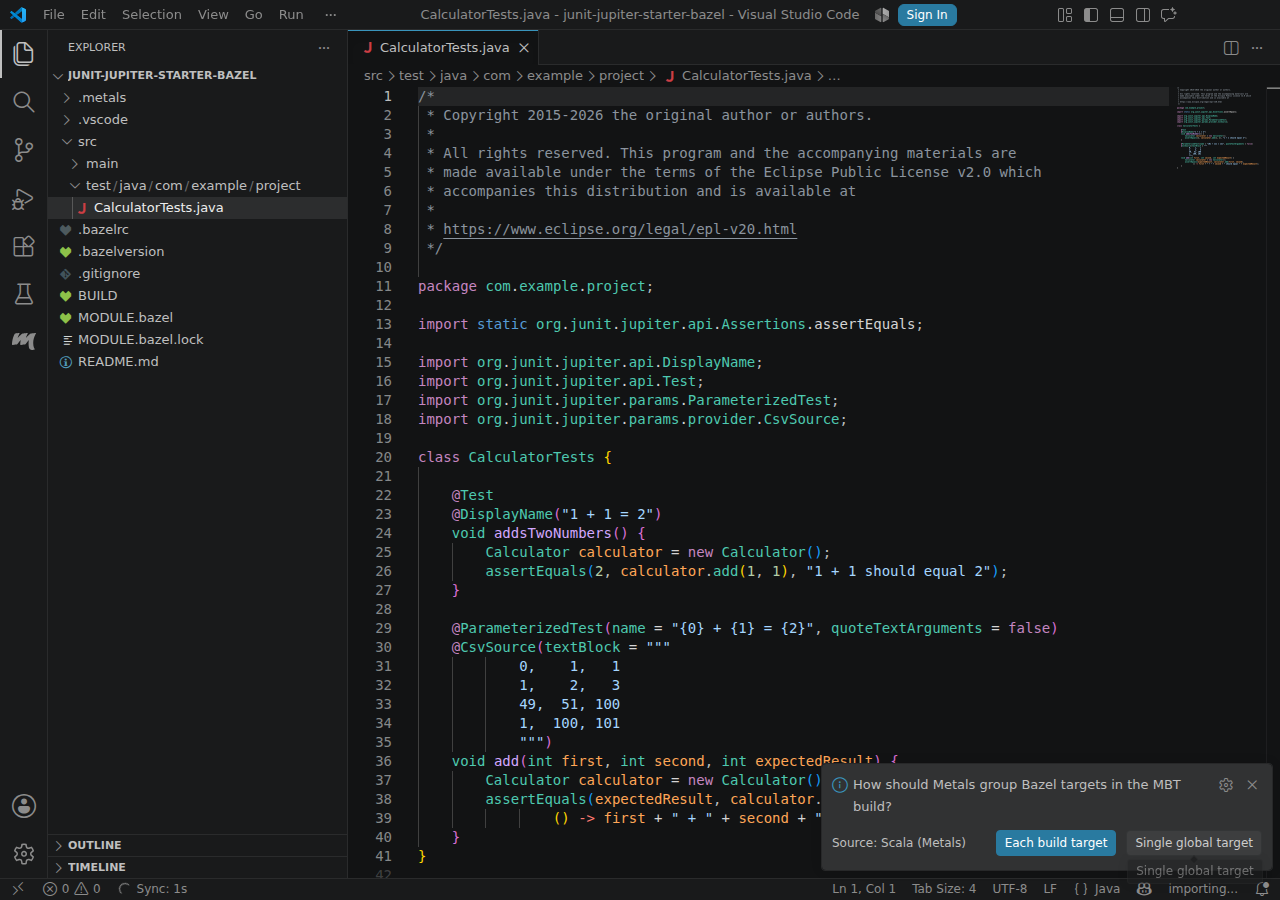 File Edit Selection View Go Run ··· CalculatorTests.java - junit-jupiter-starter-bazel - Visual Studio Code Sign In
EXPLORER ···
JUNIT-JUPITER-STARTER-BAZEL
.metals
.vscode
src
main
test/java/com/example/project
CalculatorTests.java
.bazelrc
.bazelversion
.gitignore
BUILD
MODULE.bazel
MODULE.bazel.lock
README.md
OUTLINE
TIMELINE
CalculatorTests.java
src > test > java > com > example > project > CalculatorTests.java > ...
1 /*
2 * Copyright 2015-2026 the original author or authors.
3 *
4 * All rights reserved. This program and the accompanying materials are
5 * made available under the terms of the Eclipse Public License v2.0 which
6 * accompanies this distribution and is available at
7 *
8 * https://www.eclipse.org/legal/epl-v20.html
9 */
10
11 package com.example.project;
12
13 import static org.junit.jupiter.api.Assertions.assertEquals;
14
15 import org.junit.jupiter.api.DisplayName;
16 import org.junit.jupiter.api.Test;
17 import org.junit.jupiter.params.ParameterizedTest;
18 import org.junit.jupiter.params.provider.CsvSource;
19
20 class CalculatorTests {
21
22 @Test
23 @DisplayName("1 + 1 = 2")
24 void addsTwoNumbers() {
25 Calculator calculator = new Calculator();
26 assertEquals(2, calculator.add(1, 1), "1 + 1 should equal 2");
27 }
28
29 @ParameterizedTest(name = "{0} + {1} = {2}", quoteTextArguments = false)
30 @CsvSource(textBlock = """
31 0, 1, 1
32 1, 2, 3
33 49, 51, 100
34 1, 100, 101
35 """)
36 void add(int first, int second, int expectedResult) {
37 Calculator calculator = new Calculator()
38 assertEquals(expectedResult, calculator.
39 () -> first + " + " + second + "
40 }
41 }
42
How should Metals group Bazel targets in the MBT
build?
Source: Scala (Metals) Each build target Single global target
Single global target
0 0 Sync: 1s Ln 1, Col 1 Tab Size: 4 UTF-8 LF { } Java importing...